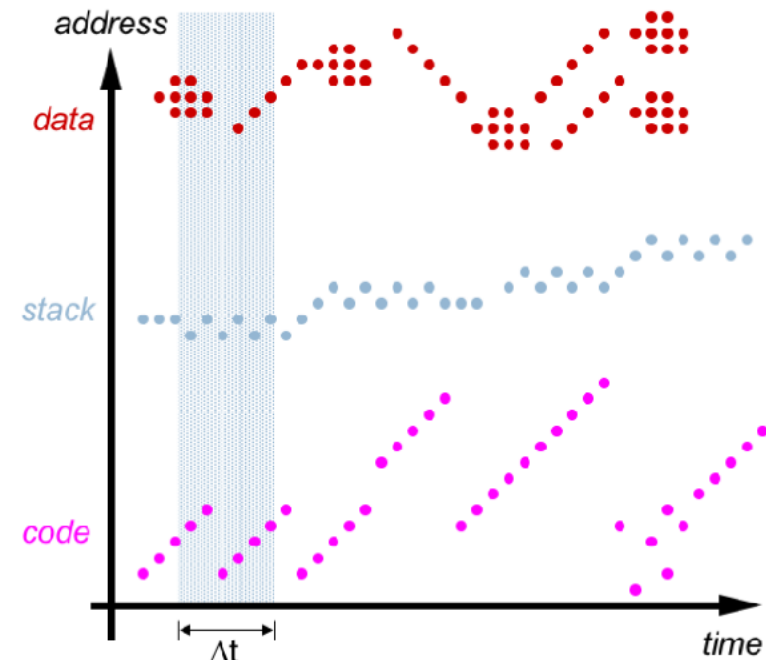 address
data
stack
code
time
Δt